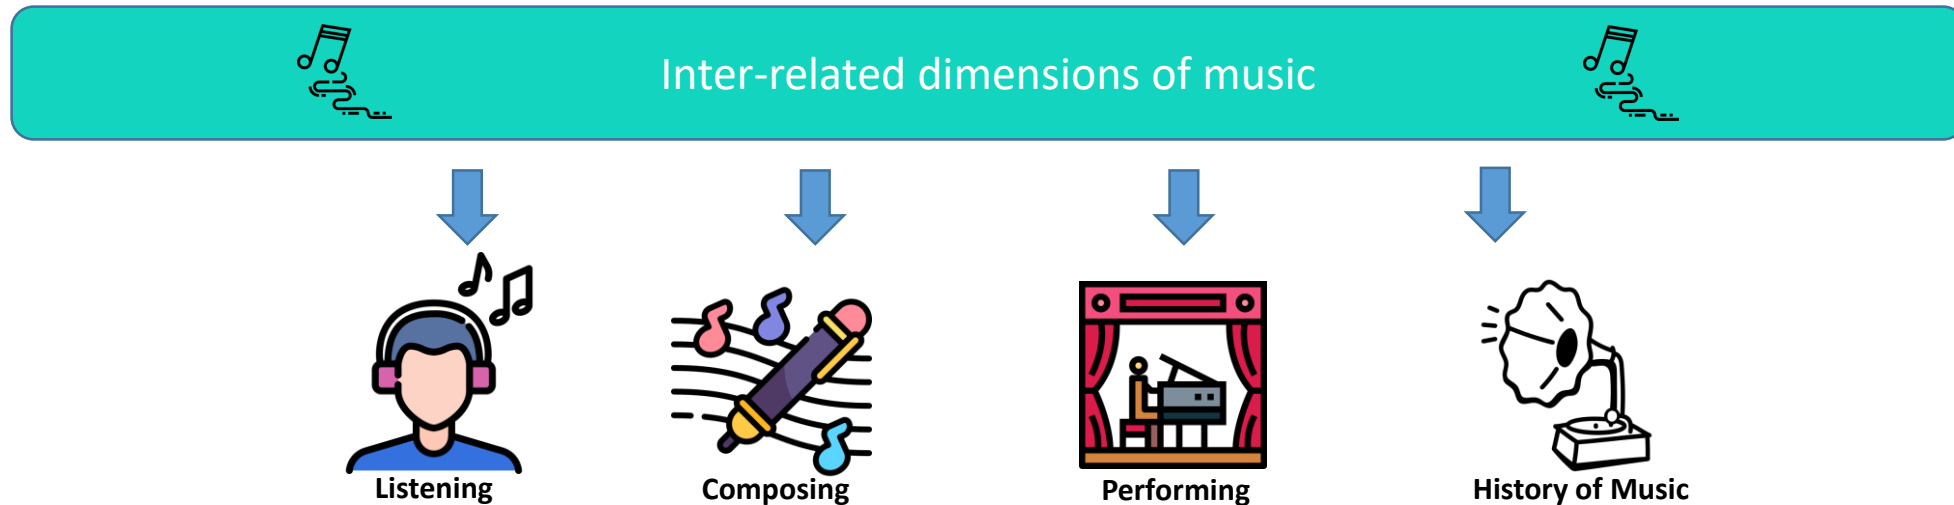 Inter-related dimensions of music
Listening
Composing
Performing
History of Music